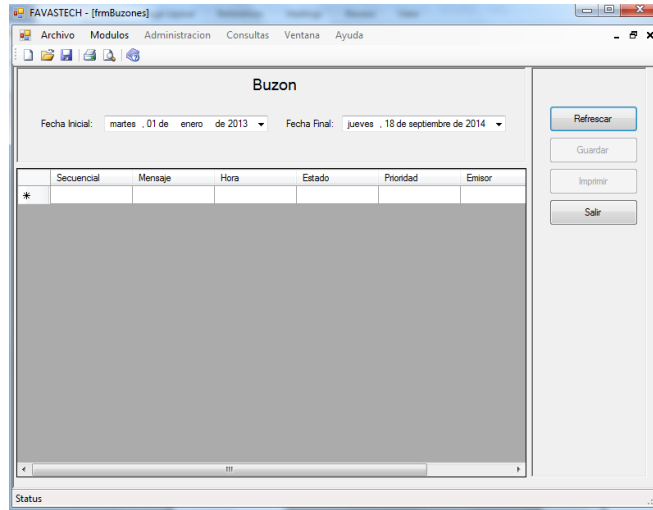 FAVASTECH - [frmBuzones]
Archivo Modulos Administracion Consultas Ventana Ayuda
Buzon
Fecha Inicial: martes , 01 de enero de 2013 Fecha Final: jueves , 18 de septiembre de 2014
Refrescar
Guardar
Imprimir
Salir
Secuencial Mensaje Hora Estado Prioridad Emisor
Status